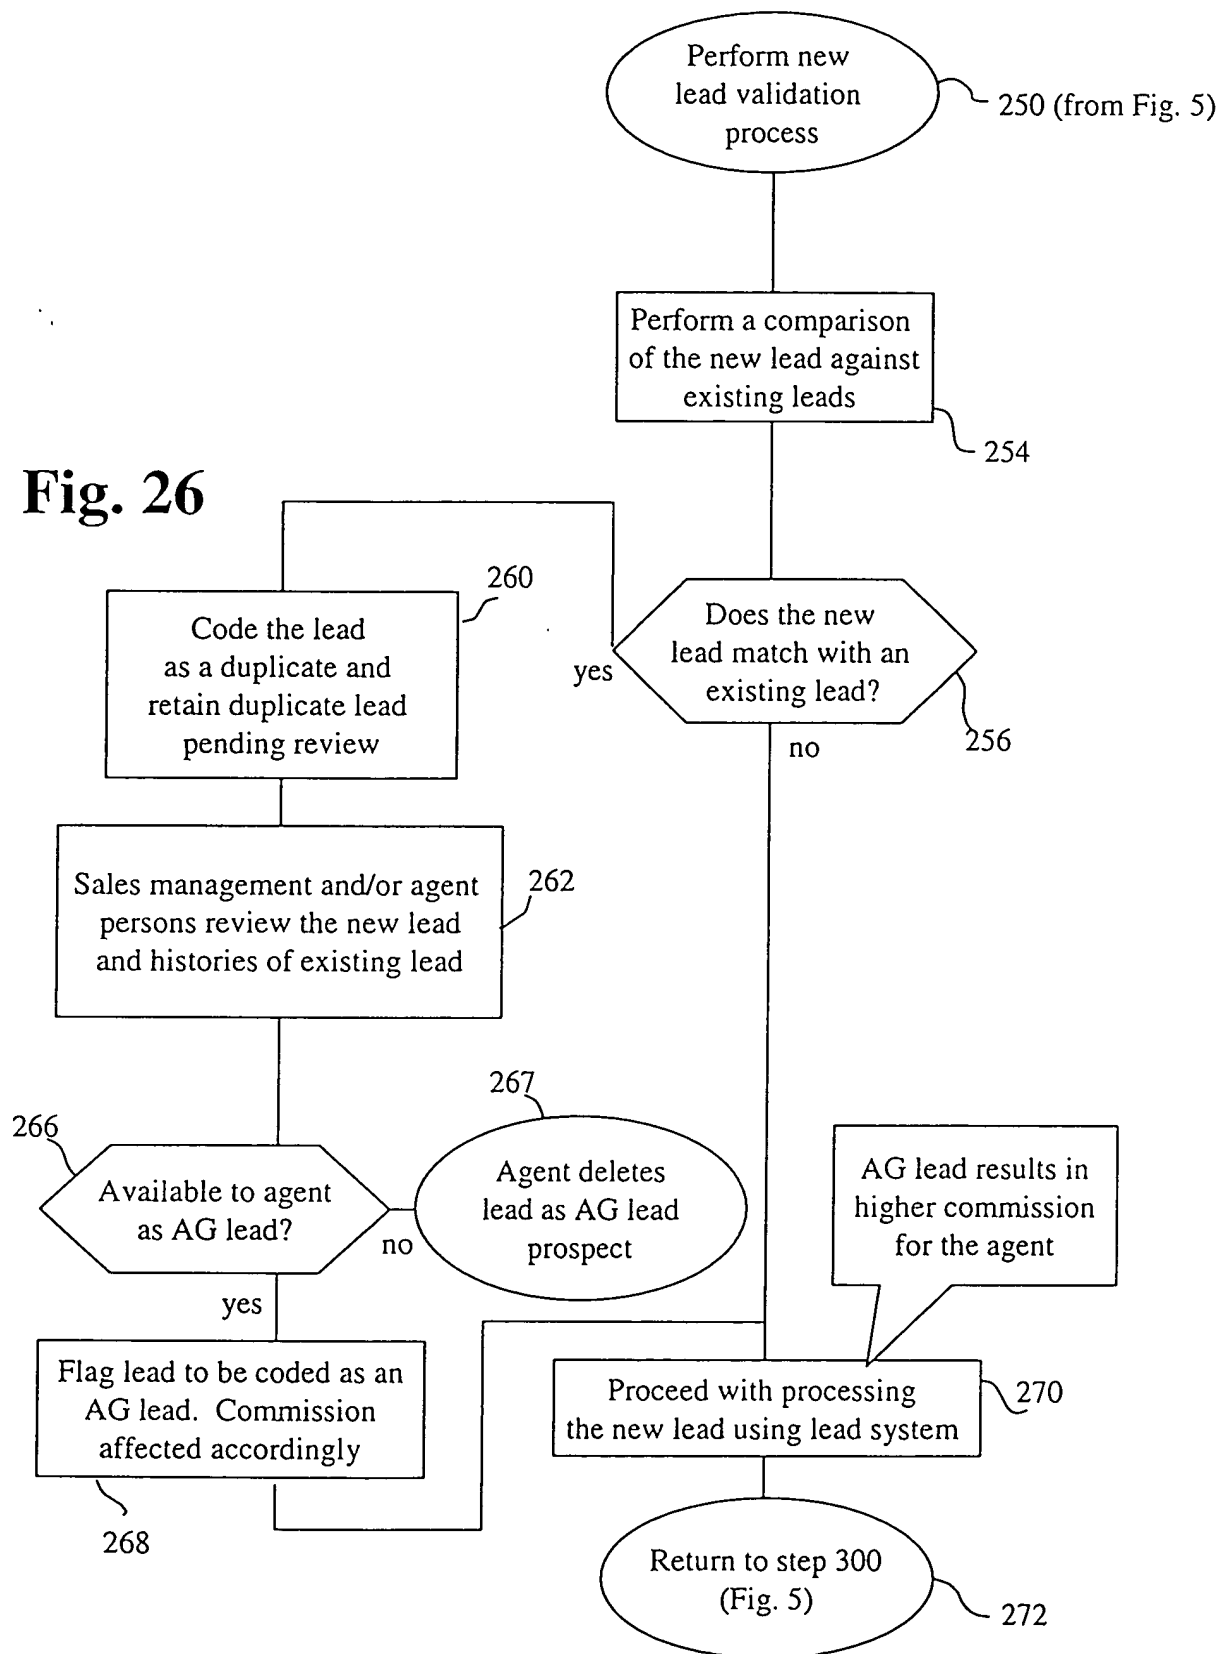 Perform new
lead validation
process
250 (from Fig. 5)
Perform a comparison
of the new lead against
existing leads
254
Fig. 26
260
Code the lead
as a duplicate and
retain duplicate lead
pending review
Does the new
lead match with an
existing lead?
yes
256
no
Sales management and/or agent
persons review the new lead
and histories of existing lead
262
267
266
Available to agent
as AG lead?
no
Agent deletes
lead as AG lead
prospect
AG lead results in
higher commission
for the agent
yes
Flag lead to be coded as an
AG lead. Commission
affected accordingly
268
Proceed with processing
the new lead using lead system
270
Return to step 300
(Fig. 5)
272